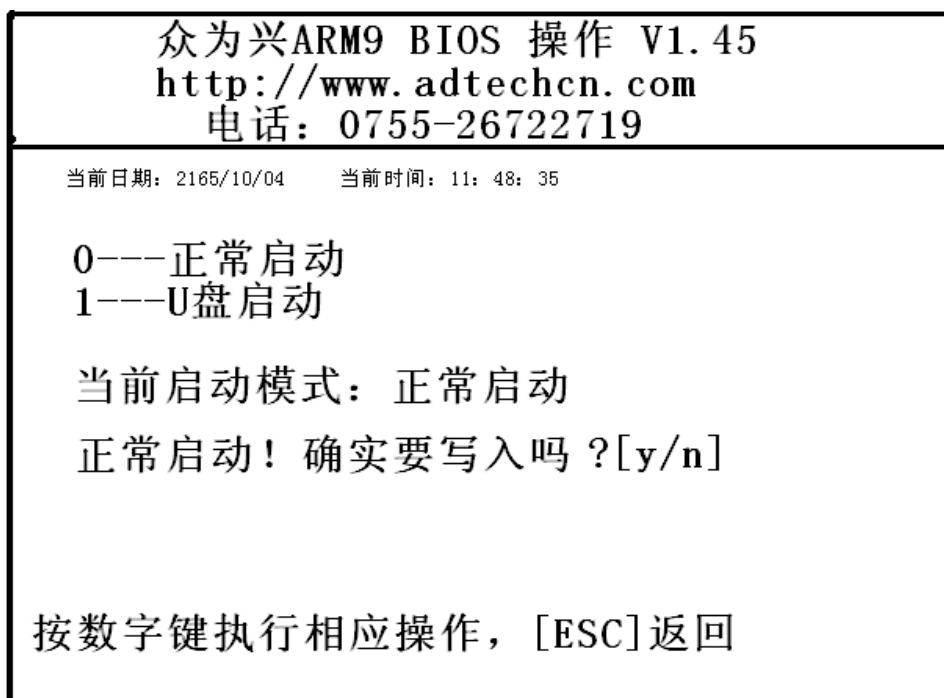 众为兴ARM9 BIOS 操作 V1.45
http://www.adtechcn.com
电话：0755-26722719
当前日期：2165/10/04 当前时间：11：48：35
0---正常启动
1---U盘启动
当前启动模式：正常启动
正常启动！确实要写入吗？[y/n]
按数字键执行相应操作，[ESC]返回